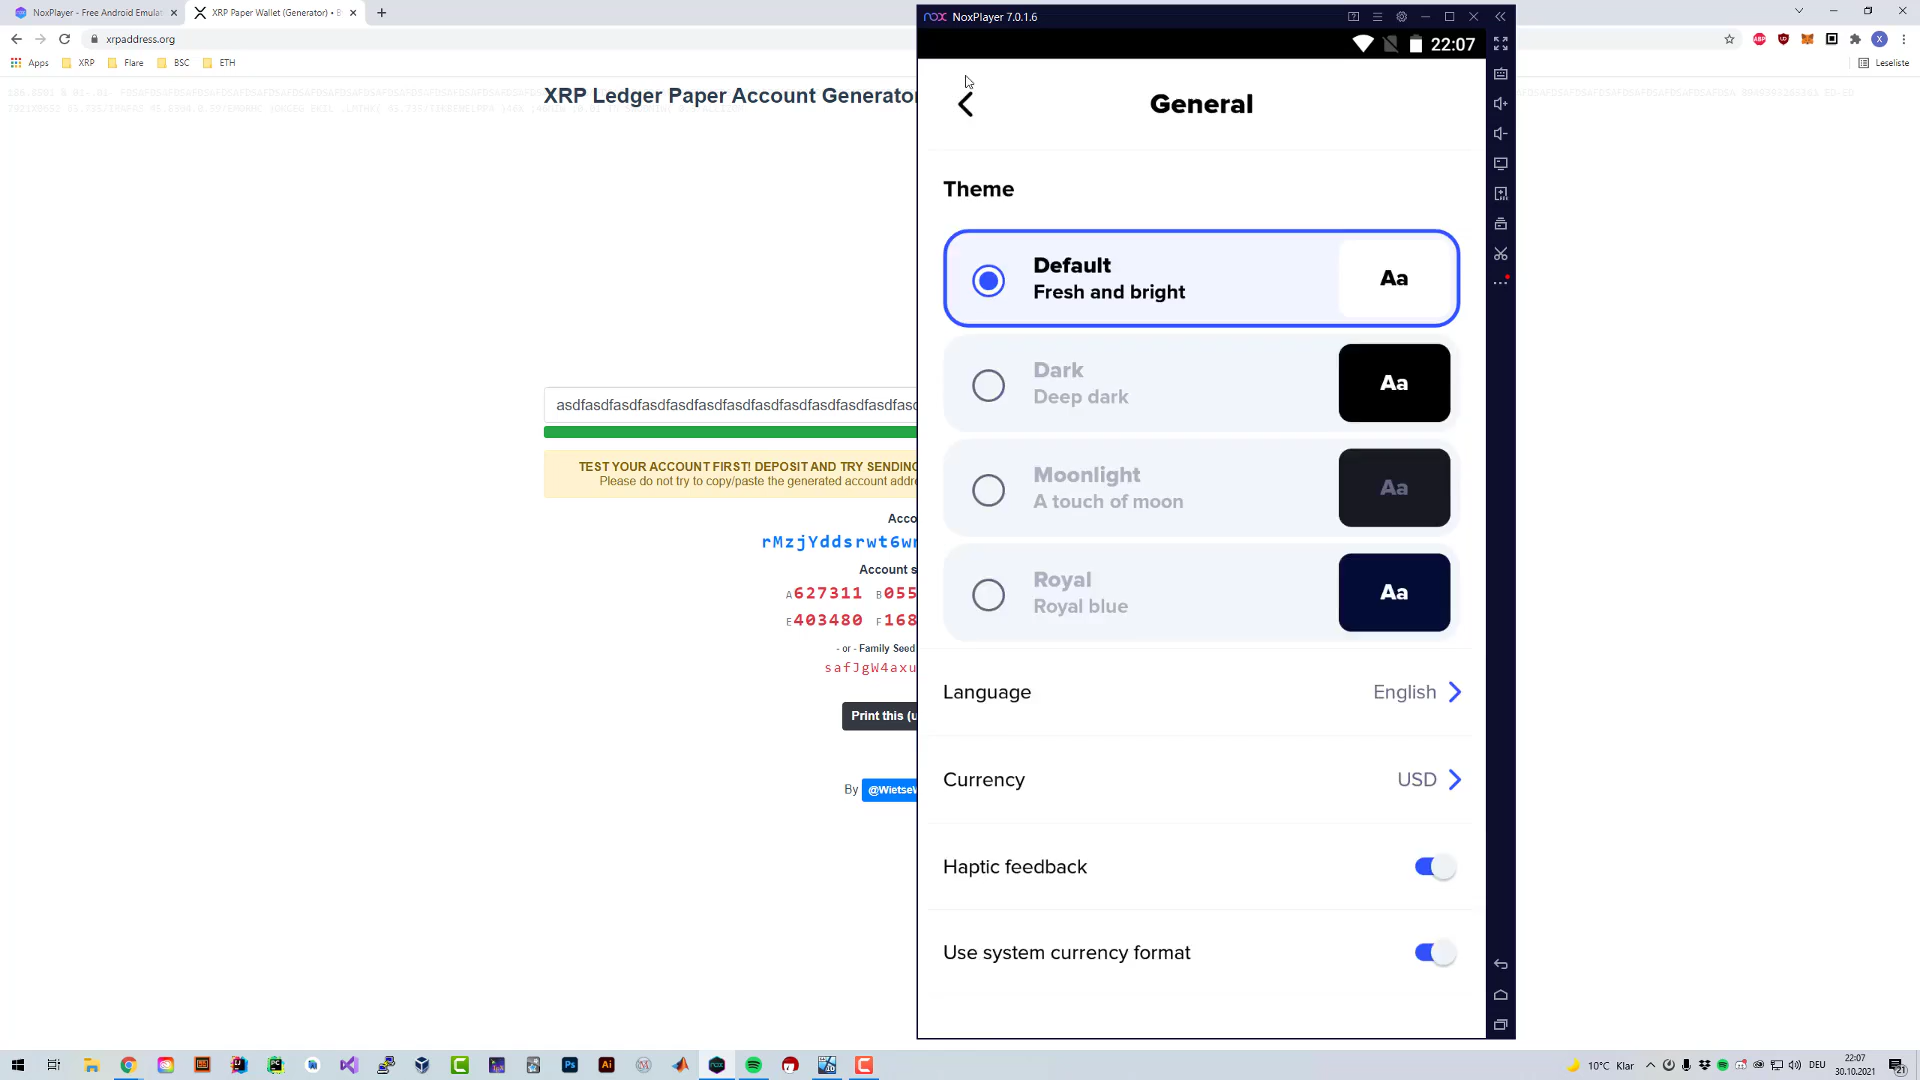 NoxPlayer - Free Android Emulat
XRP Paper Wallet (Generator) • B
xrpaddress.org
Apps
XRP
Flare
BSC
ETH
Leseliste
XRP Ledger Paper Account Generator
asdfasdfasdfasdfasdfasdfasdfasdfasdfasdfasdfasdfasdfasc
TEST YOUR ACCOUNT FIRST! DEPOSIT AND TRY SENDING
Please do not try to copy/paste the generated account addre
Acco
rMzjYddsrwt6wr
Account s
A627311 B055
E403480 F168
- or - Family Seed
safJgW4axu
Print this (u
By @WietseW
nox NoxPlayer 7.0.1.6
22:07
General
Theme
Default
Fresh and bright
Aa
Dark
Deep dark
Aa
Moonlight
A touch of moon
Aa
Royal
Royal blue
Aa
Language
English
Currency
USD
Haptic feedback
Use system currency format
10°C Klar
DEU
22:07
30.10.2021
21